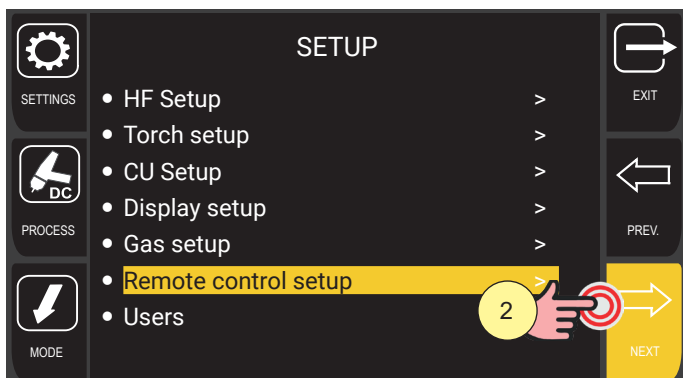 SETUP
SETTINGS
DC
PROCESS
MODE
• HF Setup >
• Torch setup >
• CU Setup >
• Display setup >
• Gas setup >
• Remote control setup >
• Users
2
EXIT
PREV.
NEXT